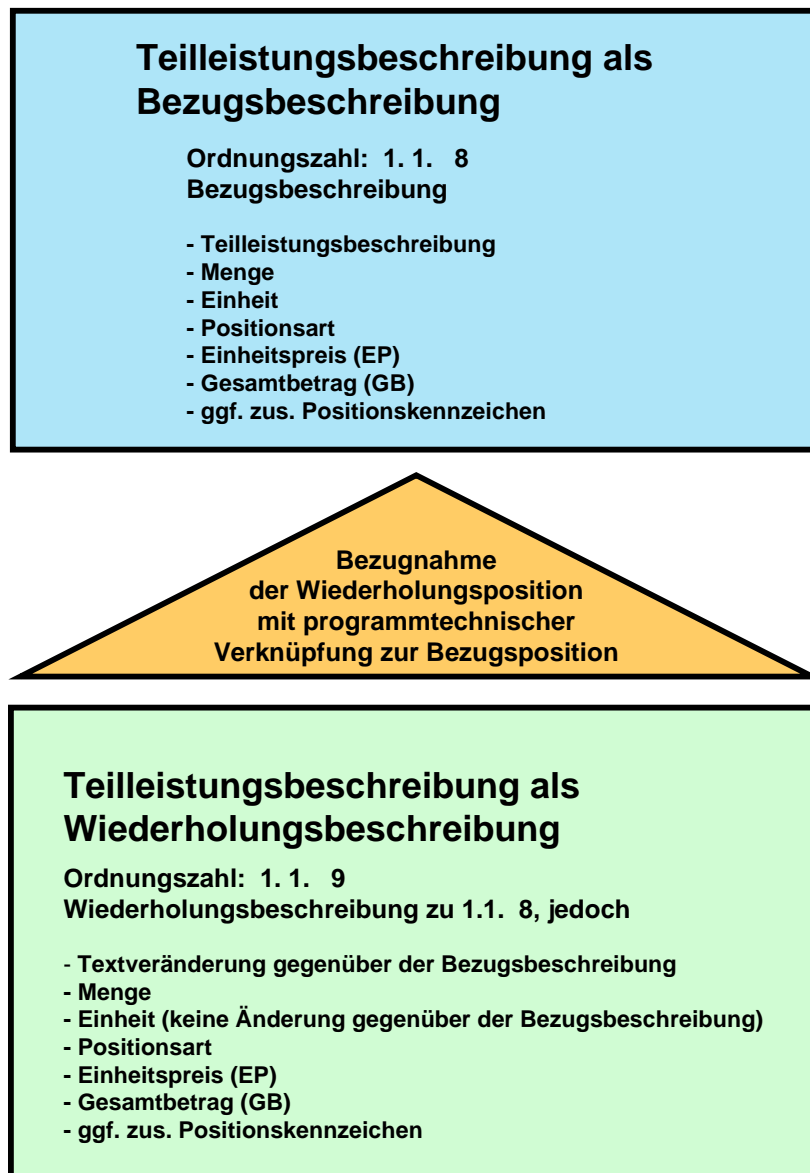 Teilleistungsbeschreibung als
Bezugsbeschreibung
Ordnungszahl: 1. 1. 8
Bezugsbeschreibung
- Teilleistungsbeschreibung
- Menge
- Einheit
- Positionsart
- Einheitspreis (EP)
- Gesamtbetrag (GB)
- ggf. zus. Positionskennzeichen
Bezugnahme
der Wiederholungsposition
mit programmtechnischer
Verknüpfung zur Bezugsposition
Teilleistungsbeschreibung als
Wiederholungsbeschreibung
Ordnungszahl: 1. 1. 9
Wiederholungsbeschreibung zu 1.1. 8, jedoch
- Textveränderung gegenüber der Bezugsbeschreibung
- Menge
- Einheit (keine Änderung gegenüber der Bezugsbeschreibung)
- Positionsart
- Einheitspreis (EP)
- Gesamtbetrag (GB)
- ggf. zus. Positionskennzeichen